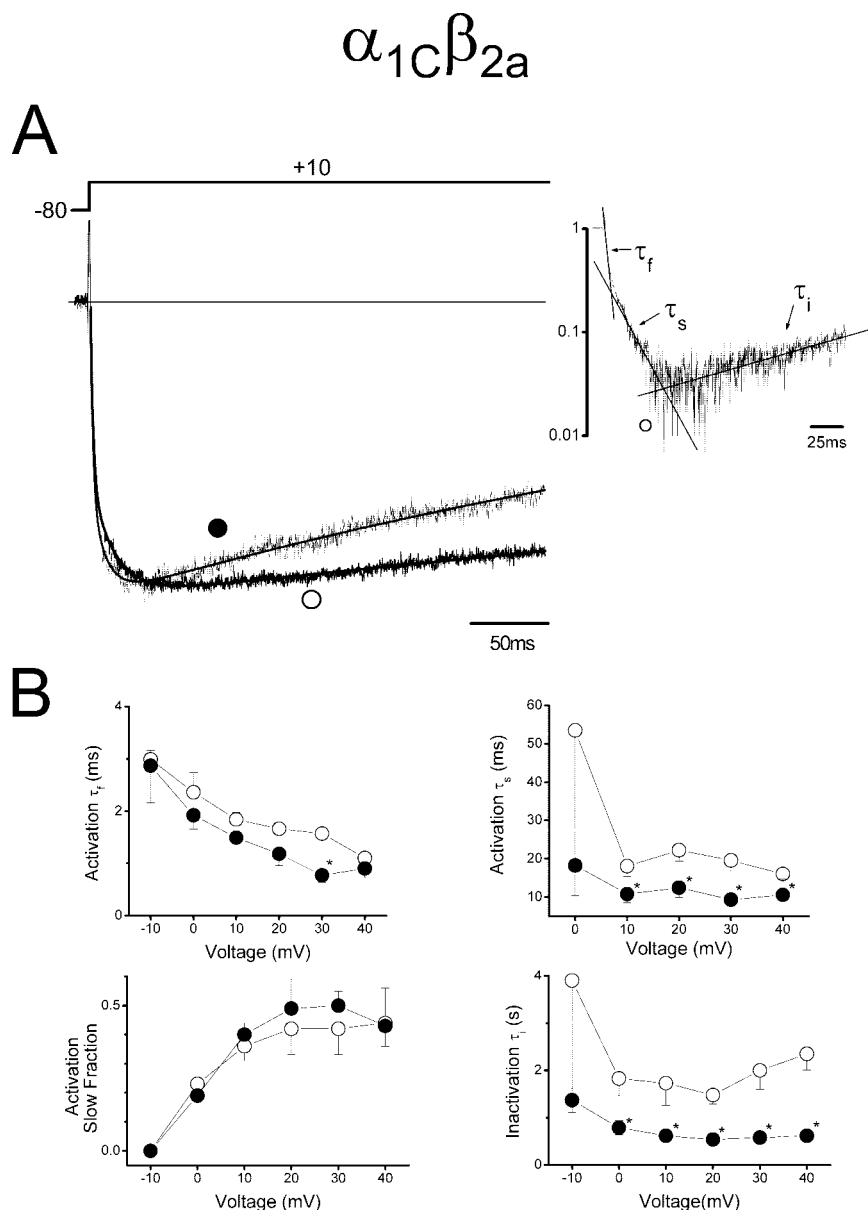 α1Cβ2a
A
+10
-80
1
τf
τs
τi
0.1
0.01
25ms
50ms
B
4
2
0
Activation τf (ms)
-10 0 10 20 30 40
Voltage (mV)
*
60
50
40
30
20
10
Activation τs (ms)
0 10 20 30 40
Voltage (mV)
* * * *
0.5
0.0
Activation
Slow Fraction
-10 0 10 20 30 40
Voltage (mV)
4
2
0
Inactivation τi (s)
-10 0 10 20 30 40
Voltage(mV)
* * * * *